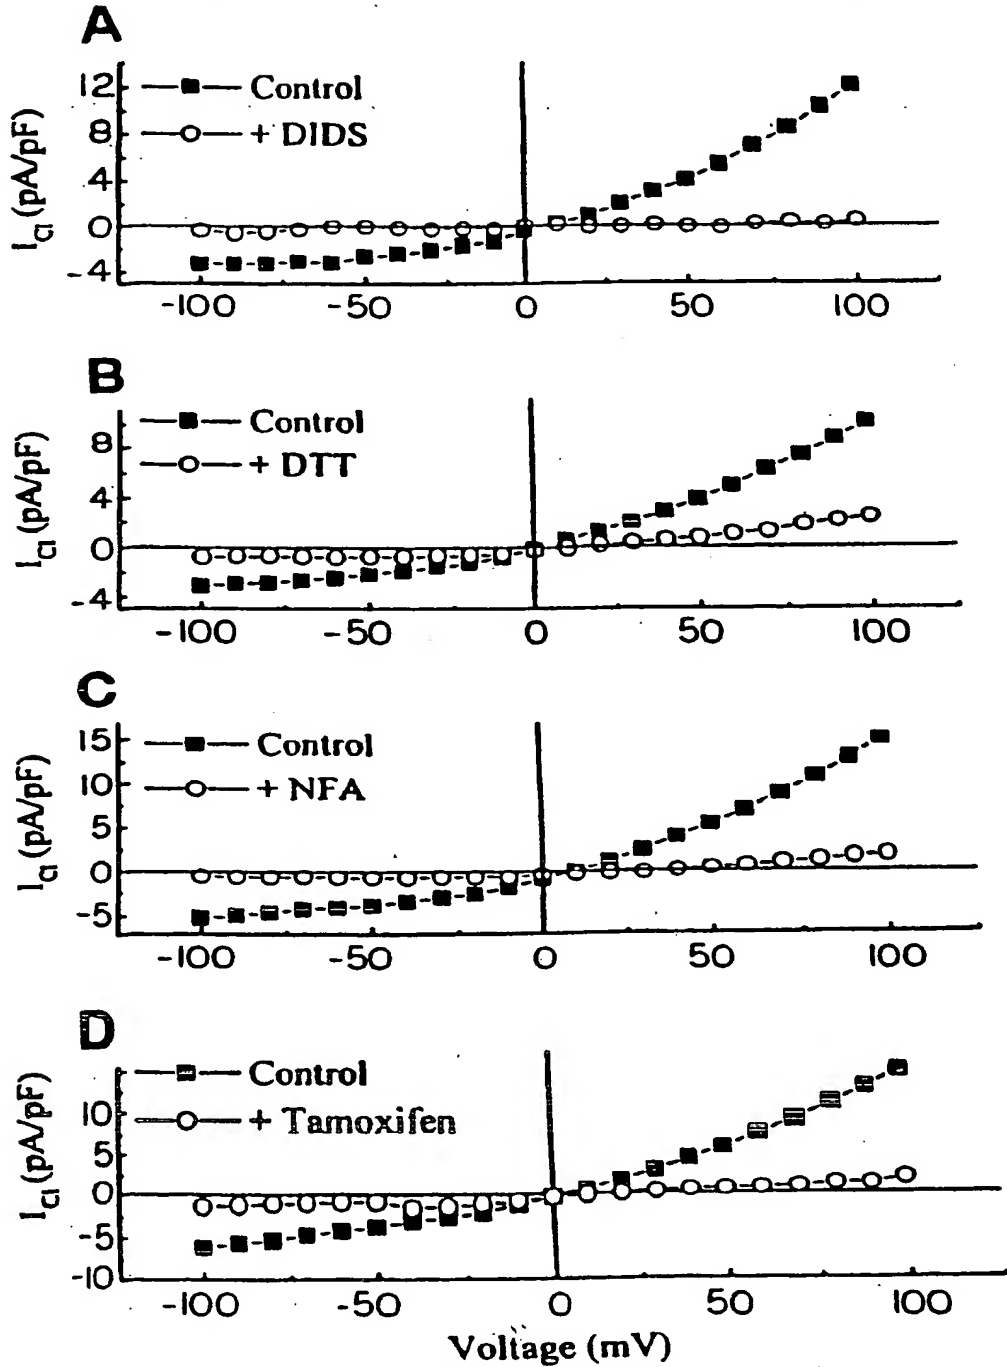 A
12
Control
8
+ DIDS
4
0
-4
I_Cl (pA/pF)
-100 -50 0 50 100
B
Control
8
+ DTT
4
0
-4
I_Cl (pA/pF)
-100 -50 0 50 100
C
15
Control
10
+ NFA
5
0
-5
I_Cl (pA/pF)
-100 -50 0 50 100
D
Control
10
+ Tamoxifen
5
0
-5
-10
I_Cl (pA/pF)
-100 -50 0 50 100
Voltage (mV)